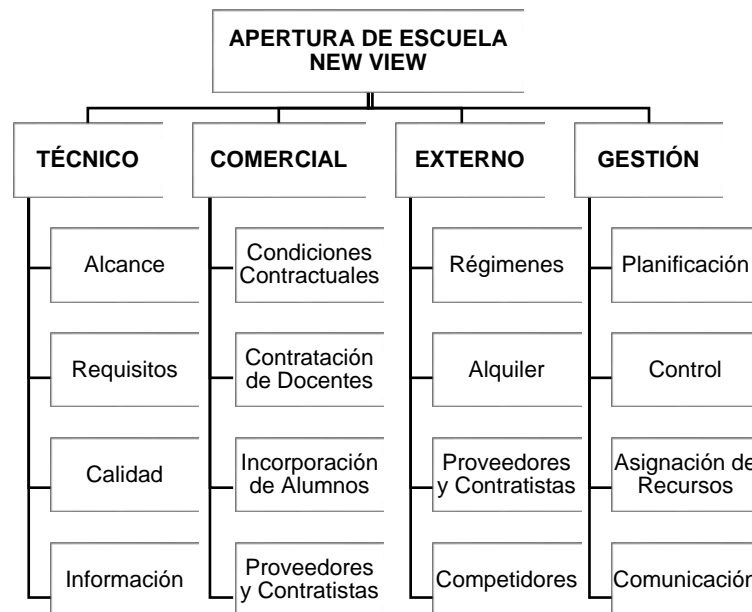 APERTURA DE ESCUELA
NEW VIEW
TÉCNICO
COMERCIAL
EXTERNO
GESTIÓN
Alcance
Condiciones
Contractuales
Régimenes
Planificación
Requisitos
Contratación
de Docentes
Alquiler
Control
Calidad
Incorporación
de Alumnos
Proveedores
y Contratistas
Asignación de
Recursos
Información
Proveedores
y Contratistas
Competidores
Comunicación